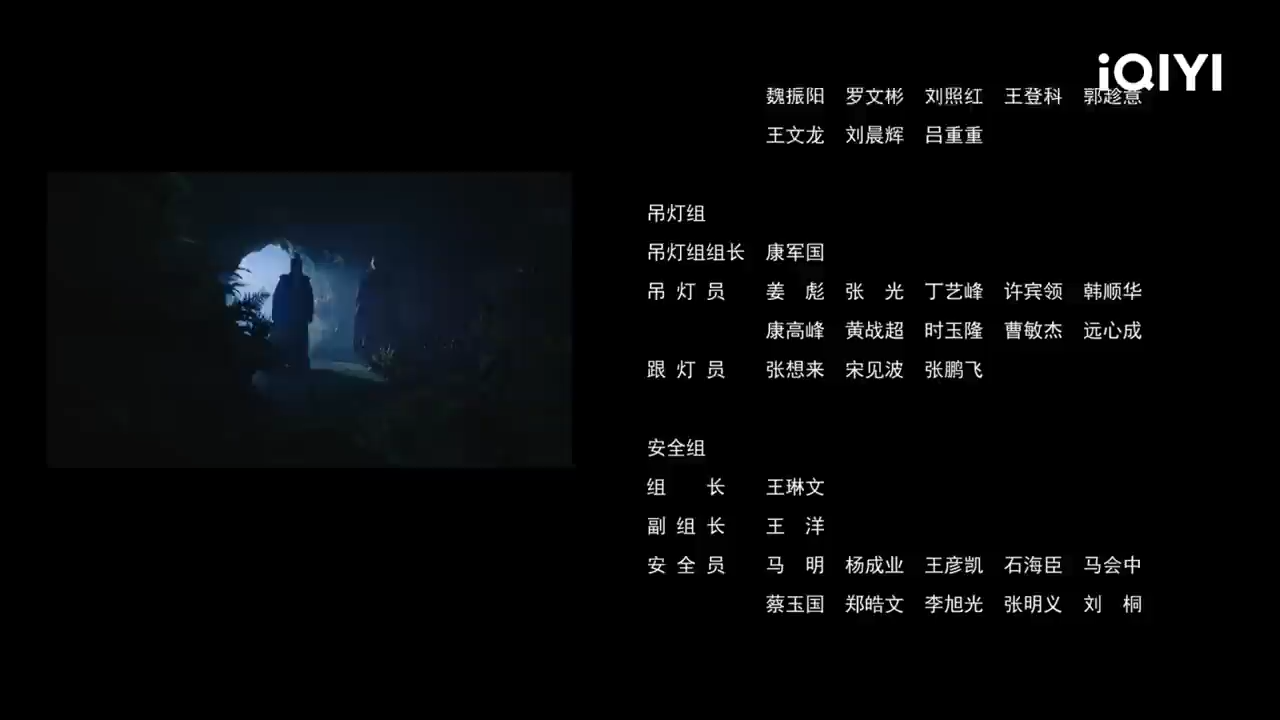 iQIYI
魏振阳 罗文彬 刘照红 王登科 郭趁意
王文龙 刘晨辉 吕重重
吊灯组
吊灯组组长 康军国
吊灯员 姜彪 张光 丁艺峰 许宾领 韩顺华
康高峰 黄战超 时玉隆 曹敏杰 远心成
跟灯员 张想来 宋见波 张鹏飞
安全组
组长 王琳文
副组长 王洋
安全员 马明 杨成业 王彦凯 石海臣 马会中
蔡玉国 郑皓文 李旭光 张明义 刘桐